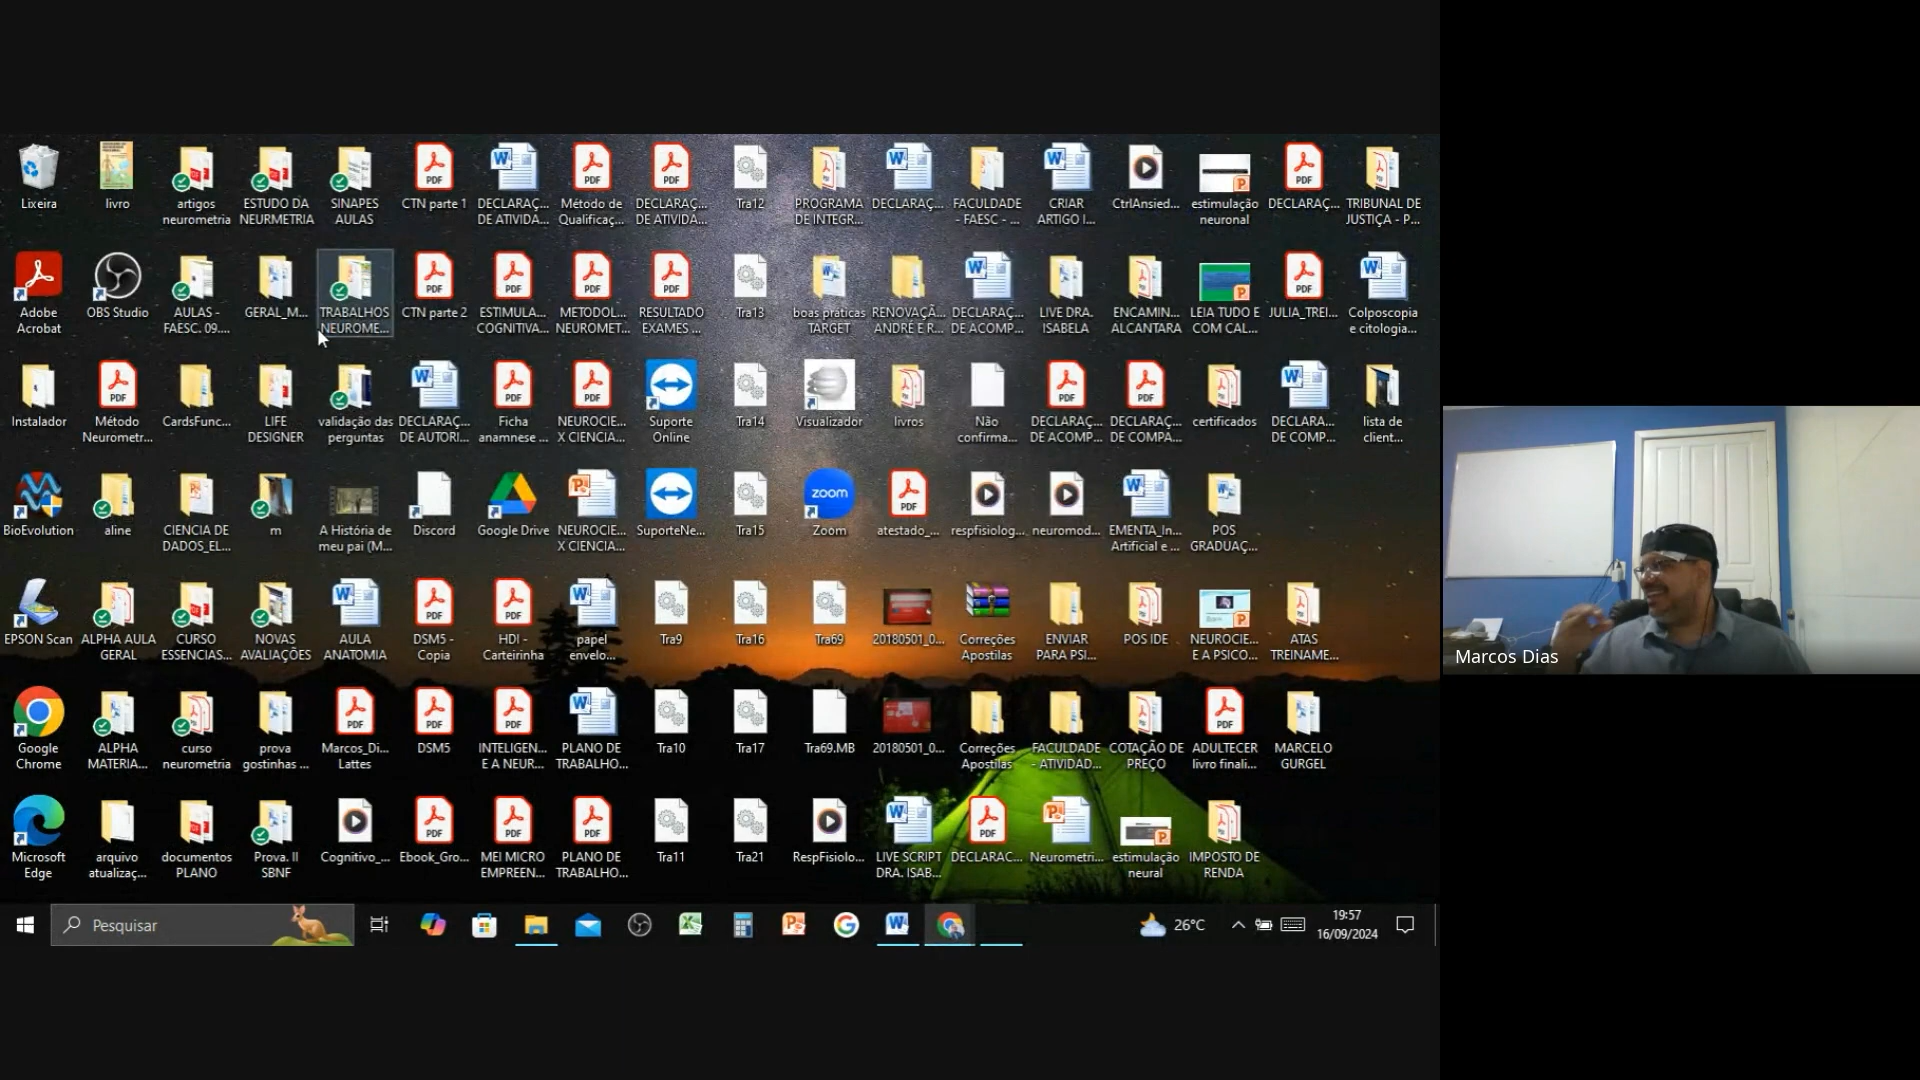 Lixeira
livro
artigos
neurometria
ESTUDO DA
NEURMETRIA
SINAPES
AULAS
CTN parte 1
DECLARAÇ...
DE ATIVIDA...
Método de
Qualificaç...
DECLARAÇ...
DE ATIVIDA...
Tra12
PROGRAMA
DE INTEGR...
DECLARAÇ...
FACULDADE
- FAESC - ...
CRIAR
ARTIGO I...
CtrlAnsied...
estimulação
neuronal
DECLARAÇ...
TRIBUNAL DE
JUSTIÇA - P...
Adobe
Acrobat
OBS Studio
AULAS -
FAESC. 09....
GERAL_M...
TRABALHOS
NEUROME...
CTN parte 2
ESTIMULA...
COGNITIVA...
METODOL...
NEUROMET...
RESULTADO
EXAMES ...
Tra13
boas práticas
TARGET
RENOVAÇÃ...
ANDRÉ E R...
DECLARAÇ...
DE ACOMP...
LIVE DRA.
ISABELA
ENCAMIN...
ALCANTARA
LEIA TUDO E
COM CAL...
JULIA_TREI...
Colposcopia
e citologia...
Instalador
Método
Neurometr...
CardsFunc...
LIFE
DESIGNER
validação das
perguntas
DECLARAÇ...
DE AUTORI...
Ficha
anamnese ...
NEUROCIE...
X CIENCIA...
Suporte
Online
Tra14
Visualizador
livros
Não
confirma...
DECLARAÇ...
DE ACOMP...
DECLARAÇ...
DE COMPA...
certificados
DECLARA...
DE COMP...
lista de
client...
BioEvolution
aline
CIENCIA DE
DADOS_EL...
m
A História de
meu pai (M...
Discord
Google Drive
NEUROCIE...
X CIENCIA...
SuporteNe...
Tra15
zoom
Zoom
atestado_...
respfisiolog...
neuromod...
EMENTA_In...
Artificial e ...
POS
GRADUAÇ...
EPSON Scan
ALPHA AULA
GERAL
CURSO
ESSENCIAS...
NOVAS
AVALIAÇÕES
AULA
ANATOMIA
DSM5 -
Copia
HDI -
Carteirinha
papel
envelo...
Tra9
Tra16
Tra69
20180501_0...
Correções
Apostilas
ENVIAR
PARA PSI...
POS IDE
NEUROCIE...
E A PSICO...
ATAS
TREINAME...
Google
Chrome
ALPHA
MATERIA...
curso
neurometria
prova
gostinhas ...
Marcos_Di...
Lattes
DSM5
INTELIGEN...
E A NEUR...
PLANO DE
TRABALHO...
Tra10
Tra17
Tra69.MB
20180501_0...
Correções
Apostilas
FACULDADE
- ATIVIDAD...
COTAÇÃO DE
PREÇO
ADULTECER
livro finali...
MARCELO
GURGEL
Microsoft
Edge
arquivo
atualizaç...
documentos
PLANO
Prova. II
SBNF
Cognitivo_...
Ebook_Gro...
MEI MICRO
EMPREEN...
PLANO DE
TRABALHO...
Tra11
Tra21
RespFisiolo...
LIVE SCRIPT
DRA. ISAB...
DECLARAC...
Neurometri...
estimulação
neural
IMPOSTO DE
RENDA
Pesquisar
26°C
19:57
16/09/2024
Marcos Dias